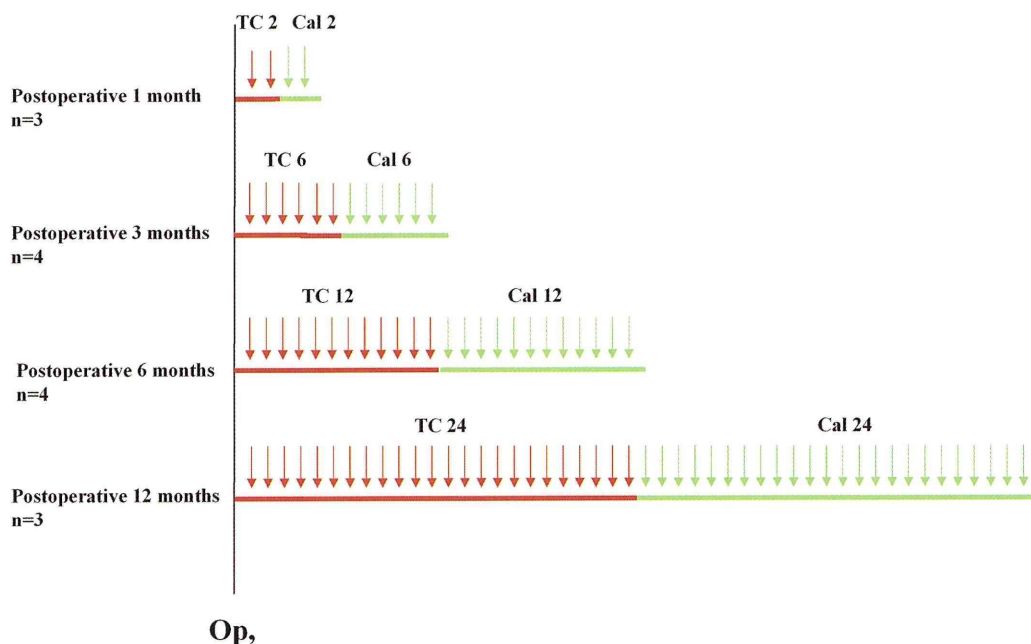 TC 2 Cal 2
Postoperative 1 month
n=3
TC 6 Cal 6
Postoperative 3 months
n=4
TC 12 Cal 12
Postoperative 6 months
n=4
TC 24 Cal 24
Postoperative 12 months
n=3
Op,